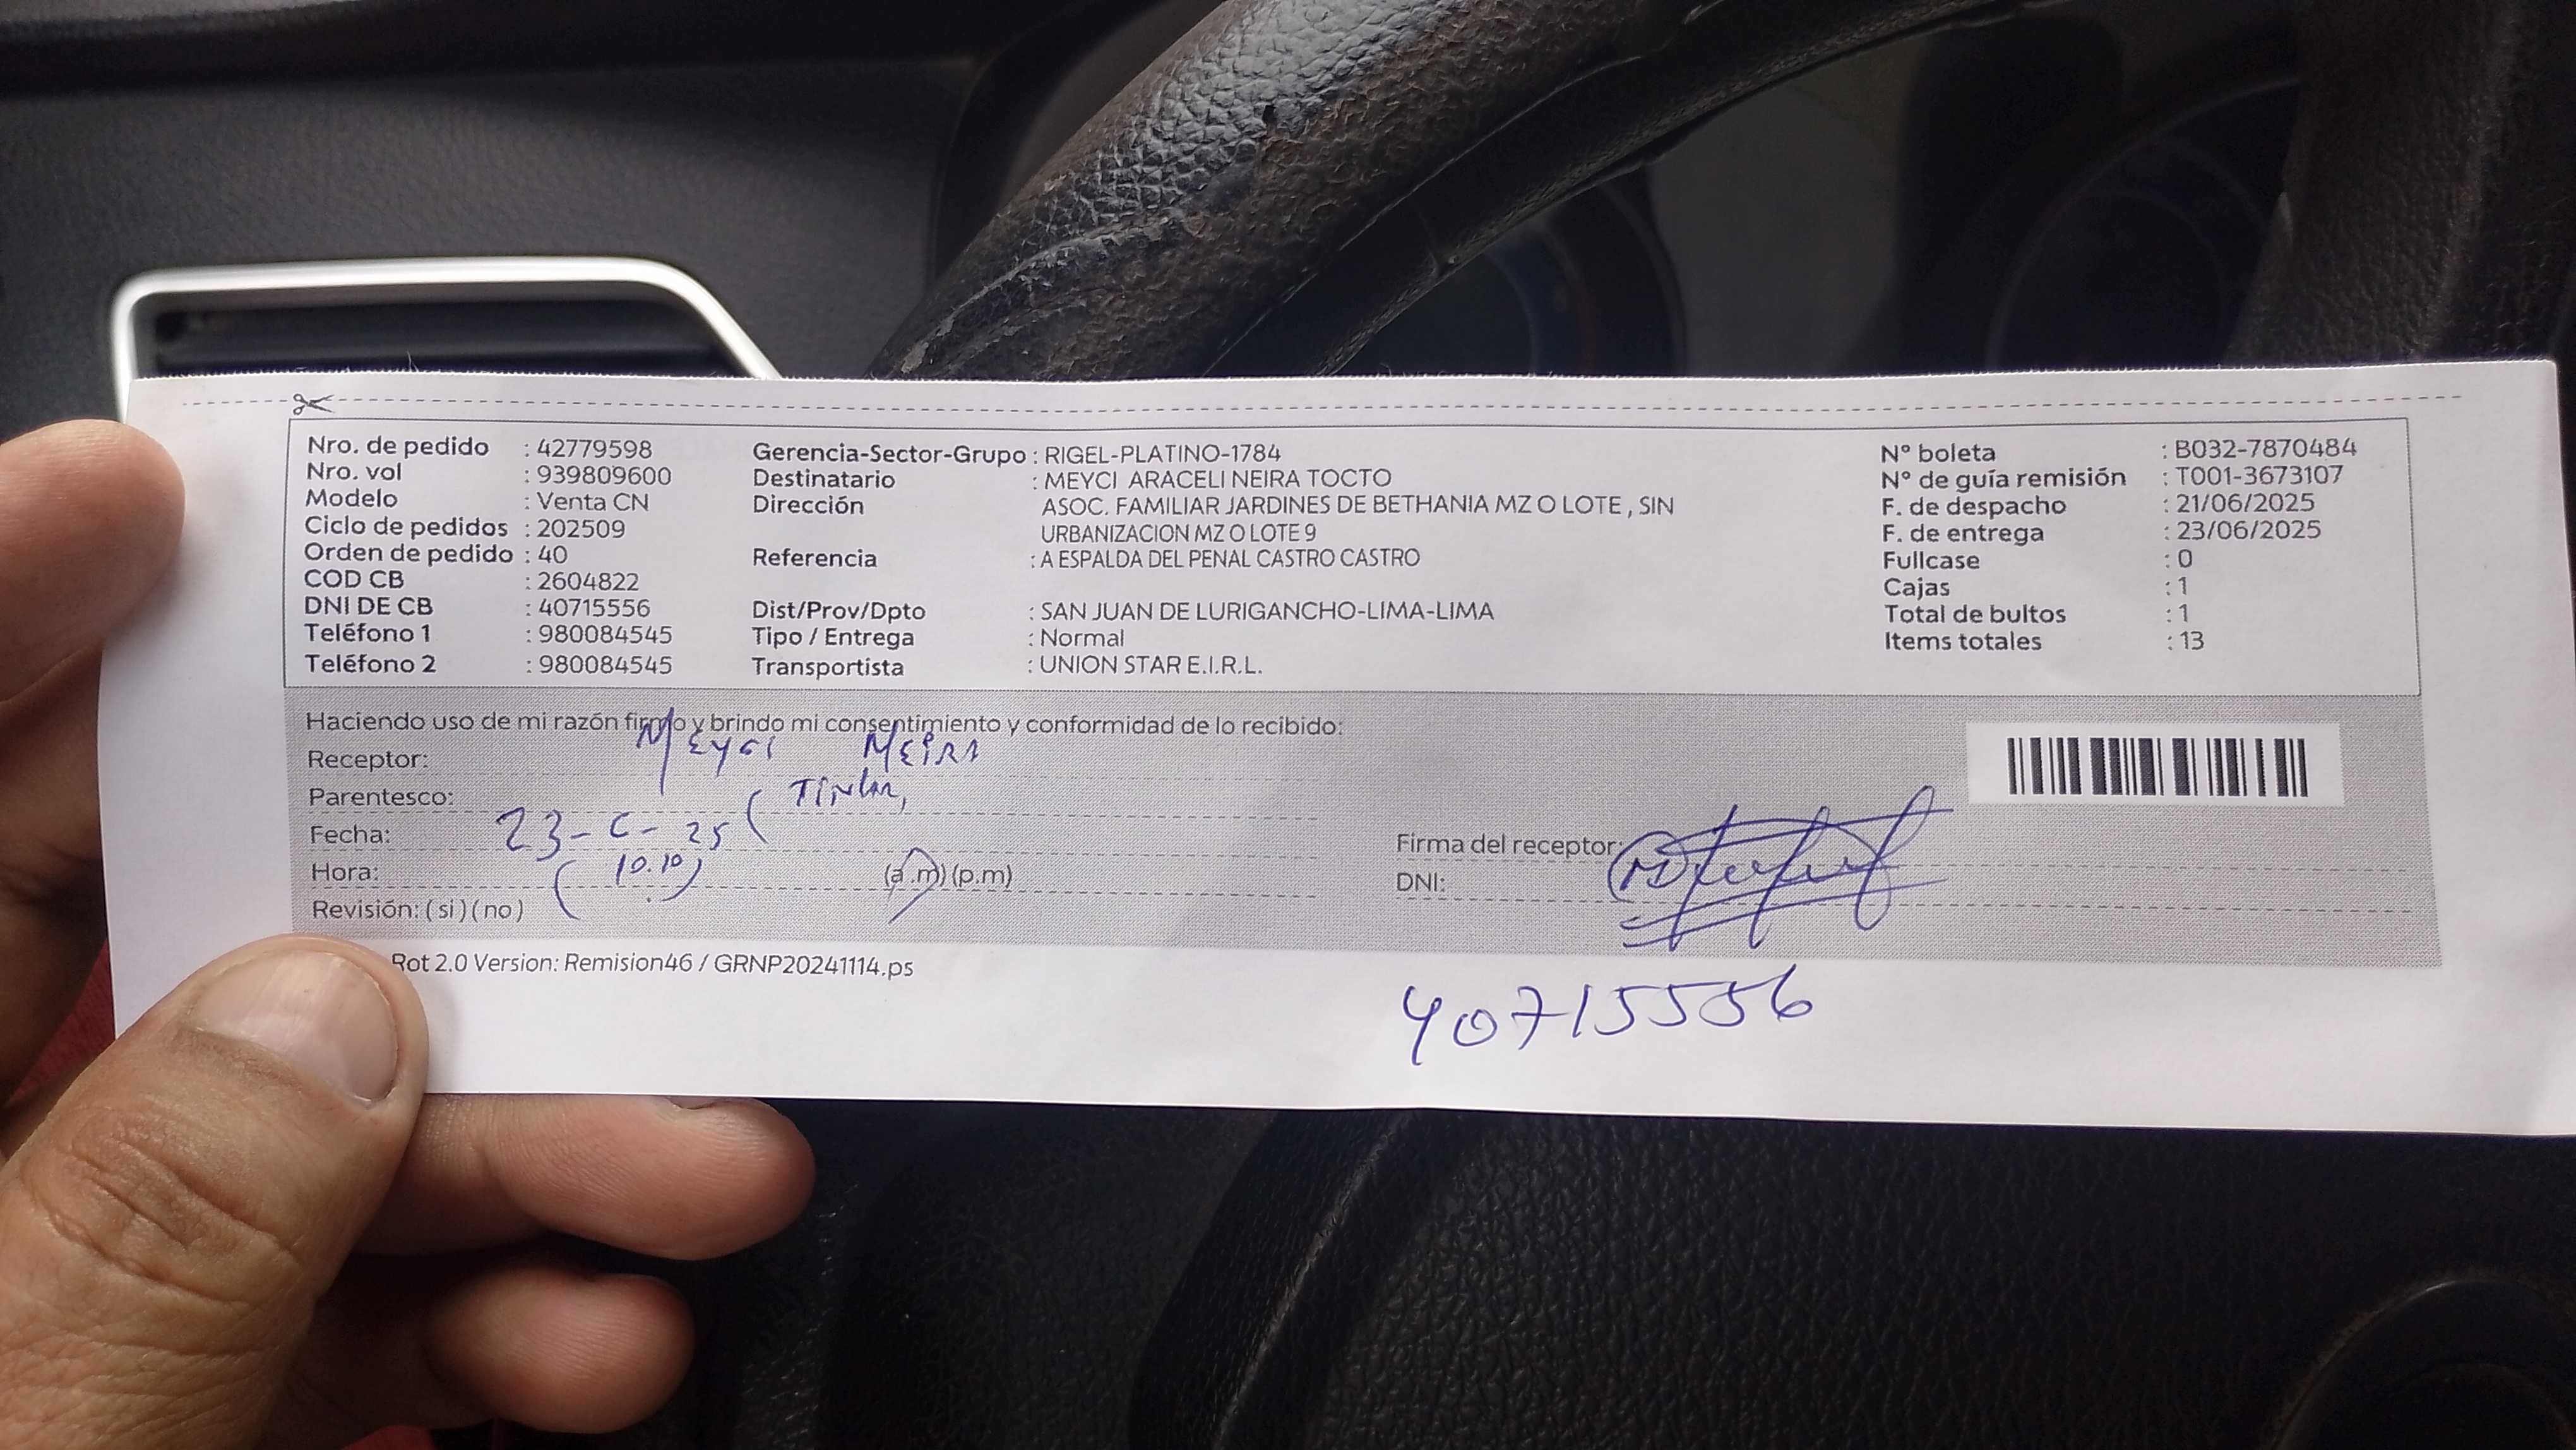 Nro. de pedido : 42779598 Gerencia-Sector-Grupo : RIGEL-PLATINO-1784 N° boleta : B032-7870484
Nro. vol : 939809600 Destinatario : MEYCI ARACELI NEIRA TOCTO N° de guía remisión : T001-3673107
Modelo : Venta CN Dirección ASOC. FAMILIAR JARDINES DE BETHANIA MZ O LOTE , SIN F. de despacho : 21/06/2025
Ciclo de pedidos : 202509 URBANIZACION MZ O LOTE 9 F. de entrega : 23/06/2025
Orden de pedido : 40 Referencia : A ESPALDA DEL PENAL CASTRO CASTRO Fullcase : 0
COD CB : 2604822 Cajas : 1
DNI DE CB : 40715556 Dist/Prov/Dpto : SAN JUAN DE LURIGANCHO-LIMA-LIMA Total de bultos : 1
Teléfono 1 : 980084545 Tipo / Entrega : Normal Items totales : 13
Teléfono 2 : 980084545 Transportista : UNION STAR E.I.R.L.
Haciendo uso de mi razón firmo y brindo mi consentimiento y conformidad de lo recibido:
Receptor: MEYCI NEIRA
Parentesco: Titular
Fecha: 23-6-25 Firma del receptor:
Hora: (10.10) (a.m) (p.m) DNI:
Revisión: ( si ) ( no )
Rot 2.0 Version: Remision46 / GRNP20241114.ps
40715556